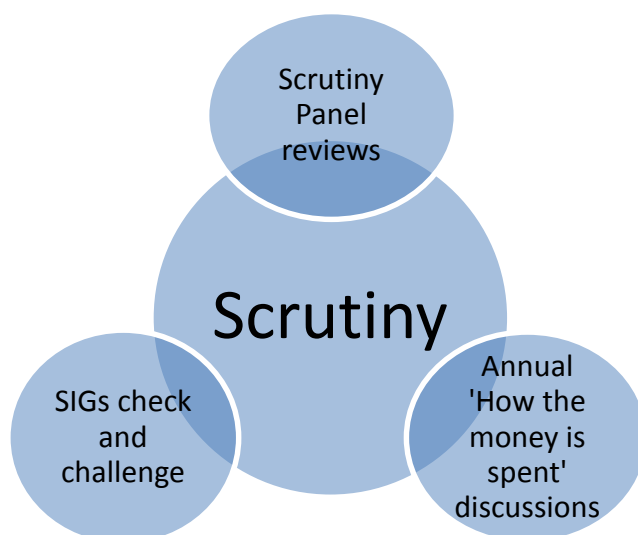 Scrutiny
Panel
reviews
Scrutiny
SIGs check
and
challenge
Annual
'How the
money is
spent'
discussions